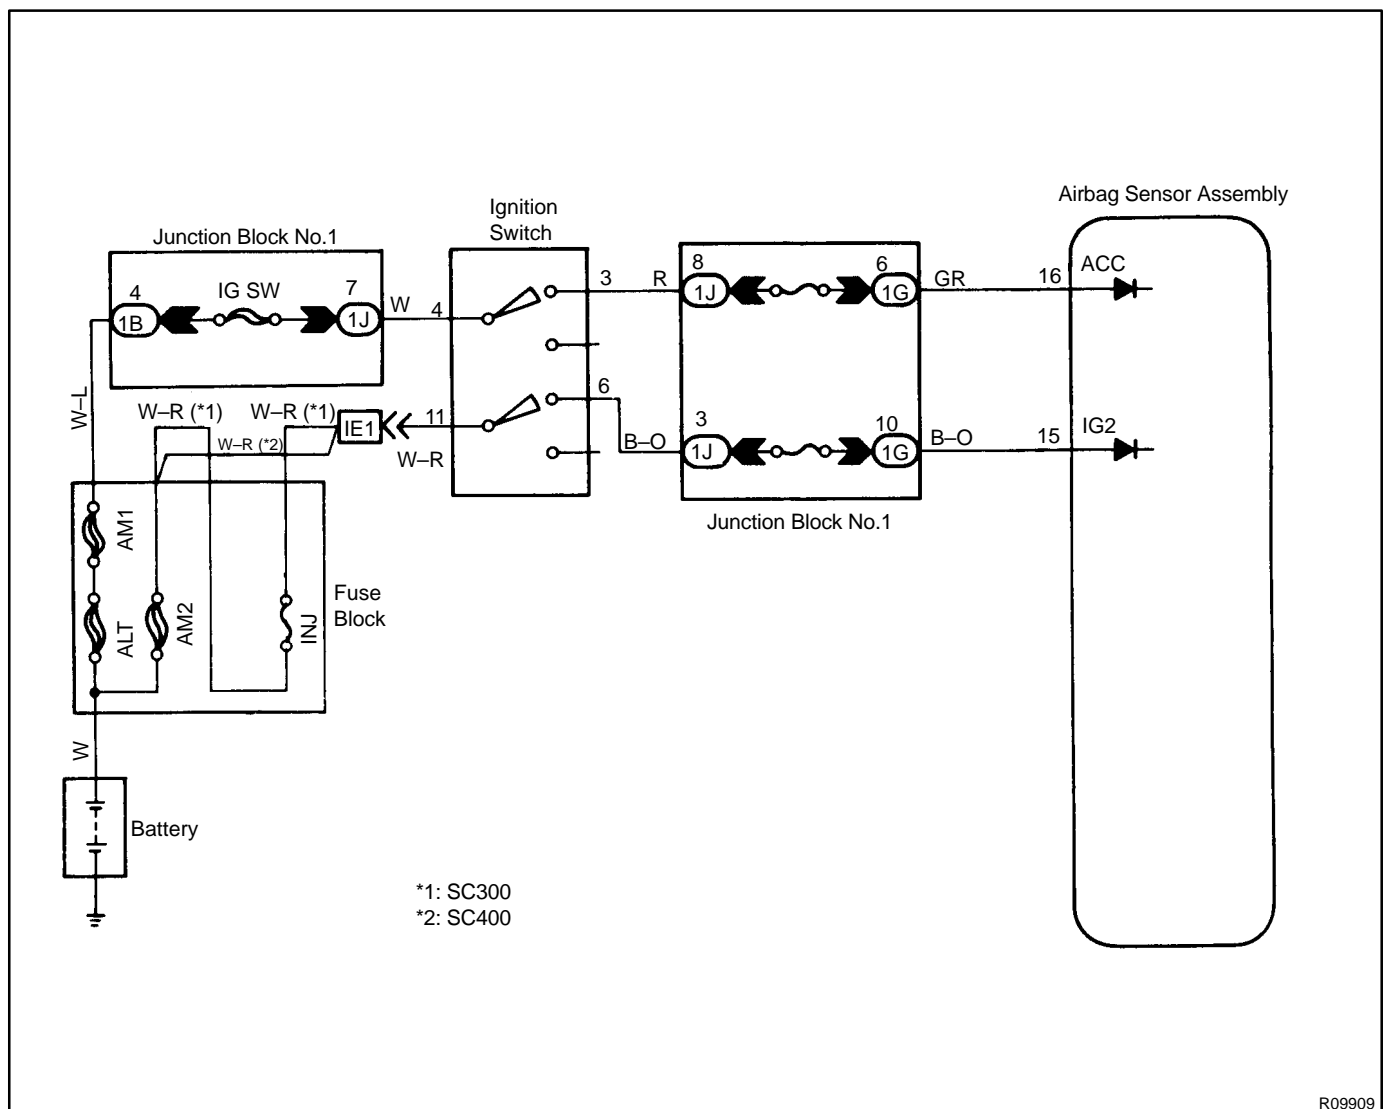 Airbag Sensor Assembly
Ignition
Switch
Junction Block No.1
4
IG SW
7
1B
1J
W
4
3
R
8
1J
6
1G
GR
16
ACC
W–L
W–R (*1)
W–R (*1)
W–R (*2)
IE1
11
W–R
6
B–O
3
1J
10
1G
B–O
15
IG2
Junction Block No.1
AM1
ALT
AM2
INJ
Fuse
Block
W
Battery
*1: SC300
*2: SC400
R09909